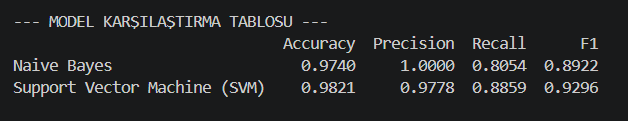 --- MODEL KARŞILAŞTIRMA TABLOSU ---
Accuracy Precision Recall F1
Naive Bayes 0.9740 1.0000 0.8054 0.8922
Support Vector Machine (SVM) 0.9821 0.9778 0.8859 0.9296